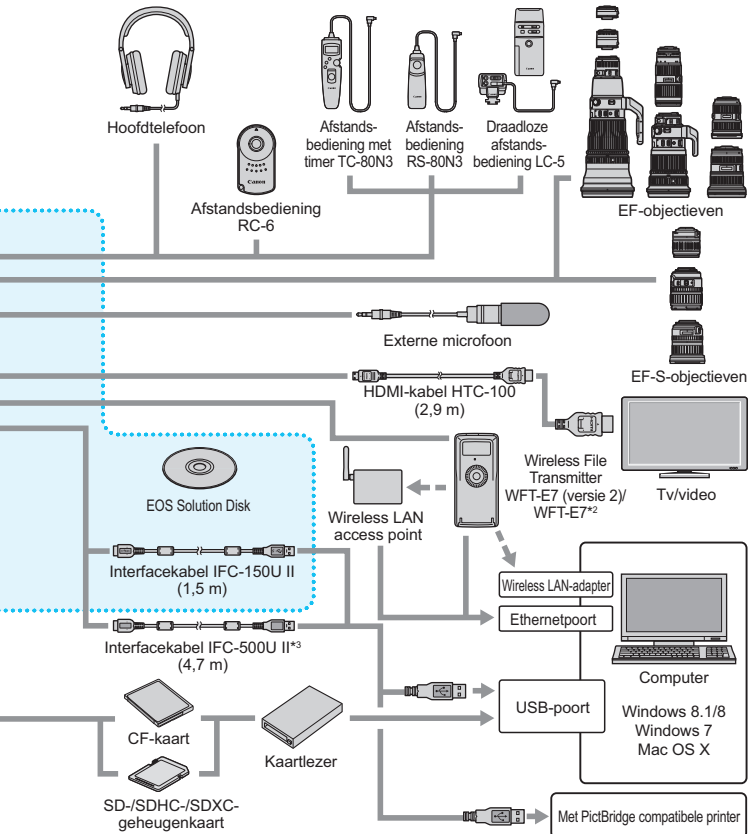 Hoofdtelefoon
Canon
Afstandsbediening
RC-6
Afstands-
bediening met
timer TC-80N3
Afstands-
bediening
RS-80N3
Draadloze
afstands-
bediening LC-5
EF-objectieven
EF-S-objectieven
Externe microfoon
HDMI-kabel HTC-100
(2,9 m)
Tv/video
EOS Solution Disk
Wireless LAN
access point
Wireless File
Transmitter
WFT-E7 (versie 2)/
WFT-E7*2
Interfacekabel IFC-150U II
(1,5 m)
Interfacekabel IFC-500U II*3
(4,7 m)
Wireless LAN-adapter
Ethernetpoort
USB-poort
Computer
Windows 8.1/8
Windows 7
Mac OS X
CF-kaart
SD-/SDHC-/SDXC-
geheugenkaart
Kaartlezer
Met PictBridge compatibele printer